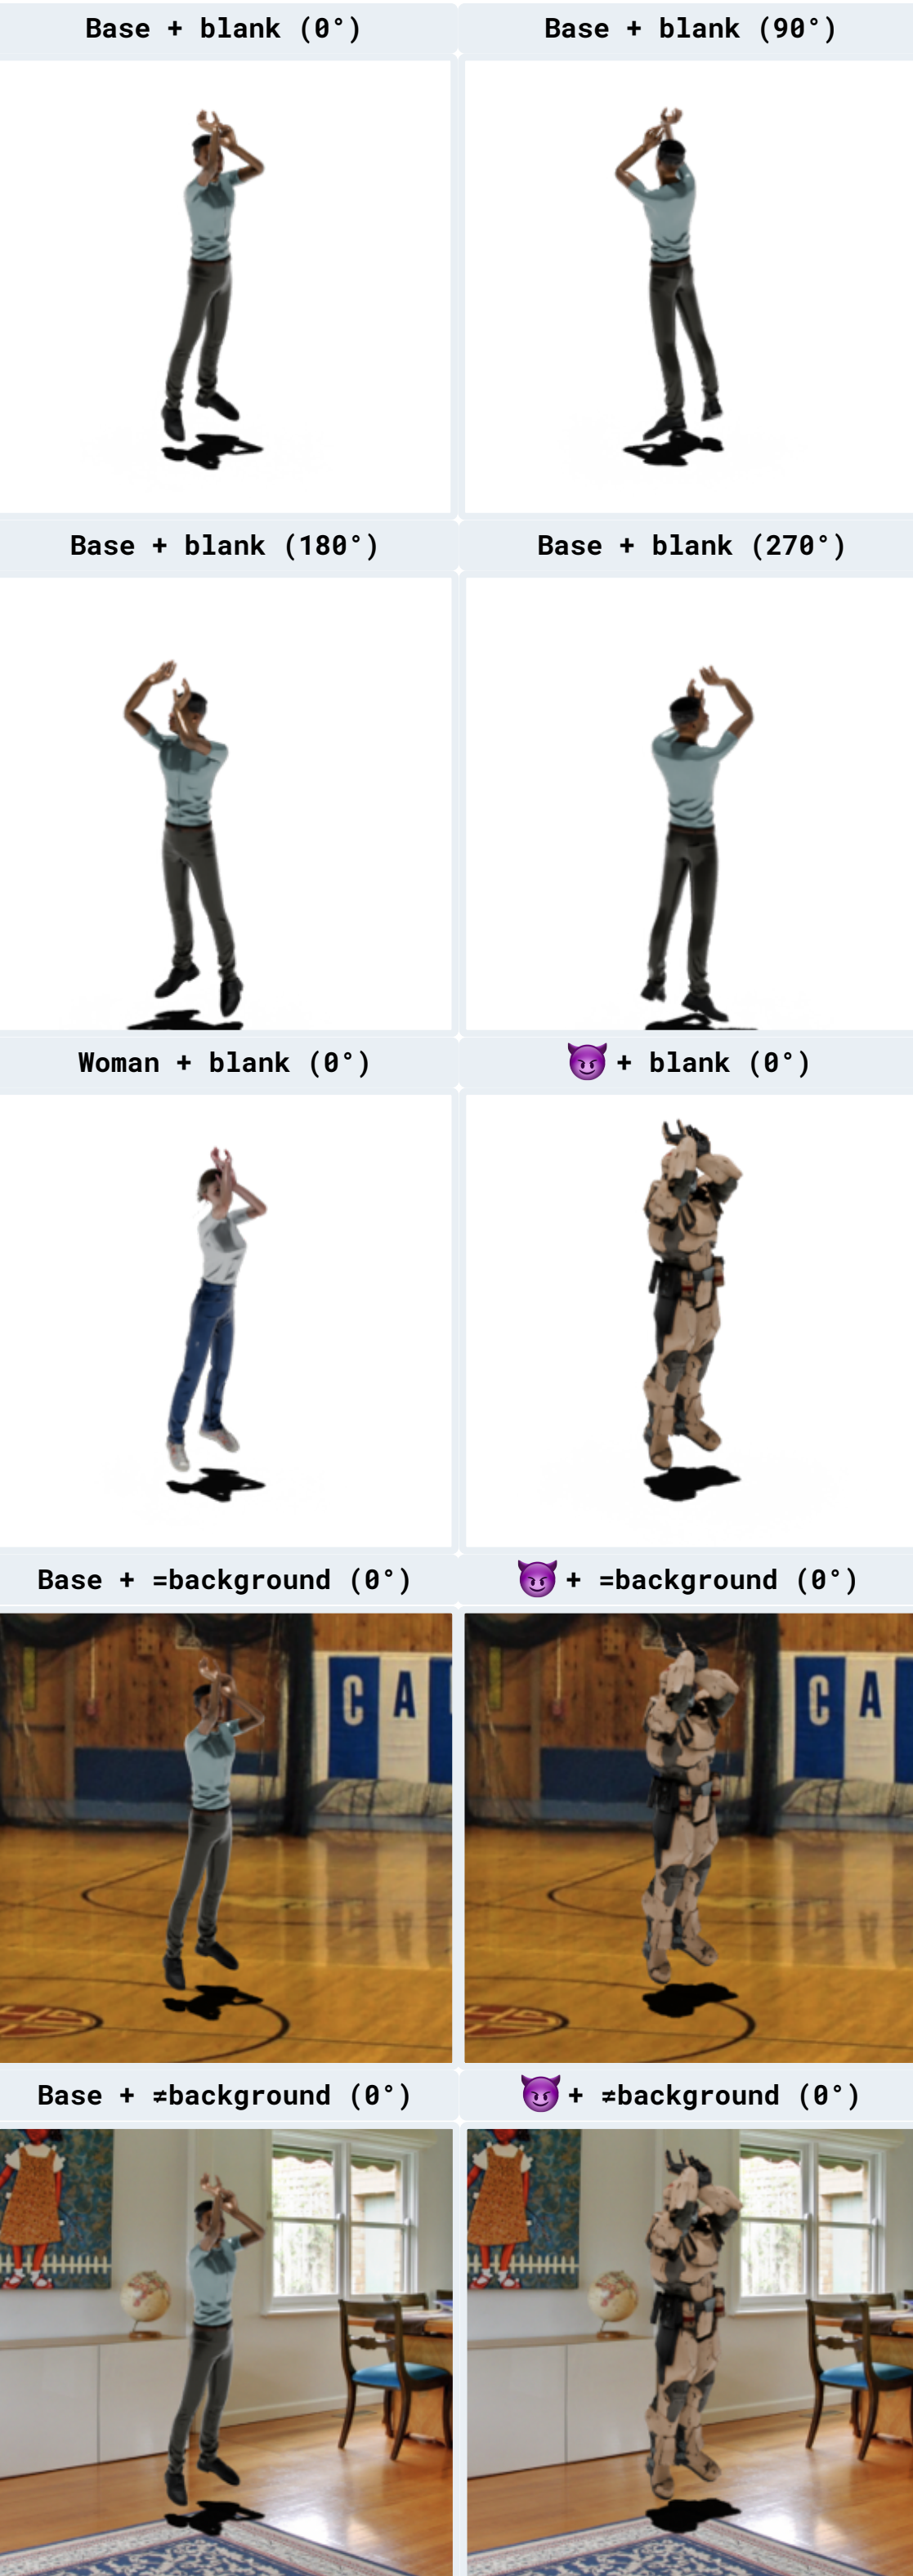 Base + blank (0°)
Base + blank (90°)
Base + blank (180°)
Base + blank (270°)
Woman + blank (0°)
😈 + blank (0°)
Base + =background (0°)
😈 + =background (0°)
CA
CA
Base + ≠background (0°)
😈 + ≠background (0°)